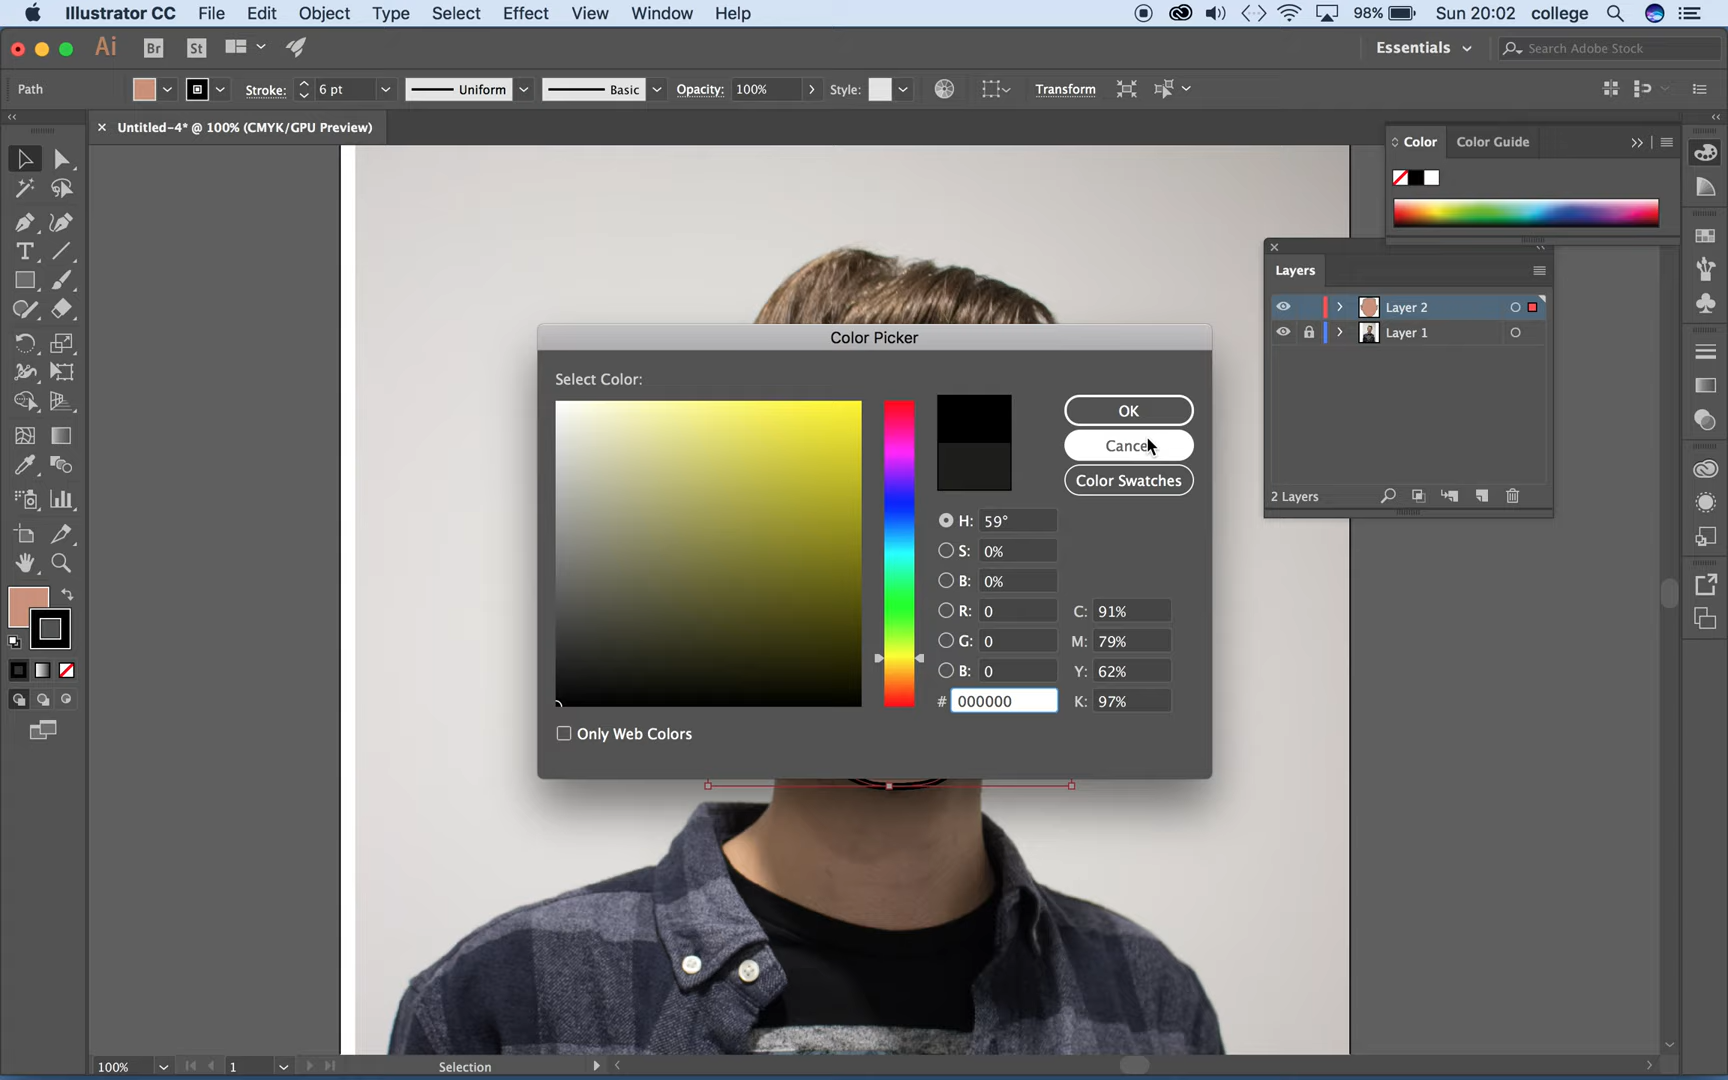 Illustrator CC File Edit Object Type Select Effect View Window Help 98% Sun 20:02 college
Ai Br St Essentials Search Adobe Stock
Path Stroke: 6 pt Uniform Basic Opacity: 100% Style: Transform
Untitled-4* @ 100% (CMYK/GPU Preview)
Color Color Guide
Layers
Layer 2
Layer 1
2 Layers
Color Picker
Select Color:
OK
Cancel
Color Swatches
H: 59°
S: 0%
B: 0%
R: 0 C: 91%
G: 0 M: 79%
B: 0 Y: 62%
# 000000 K: 97%
Only Web Colors
100% 1 Selection